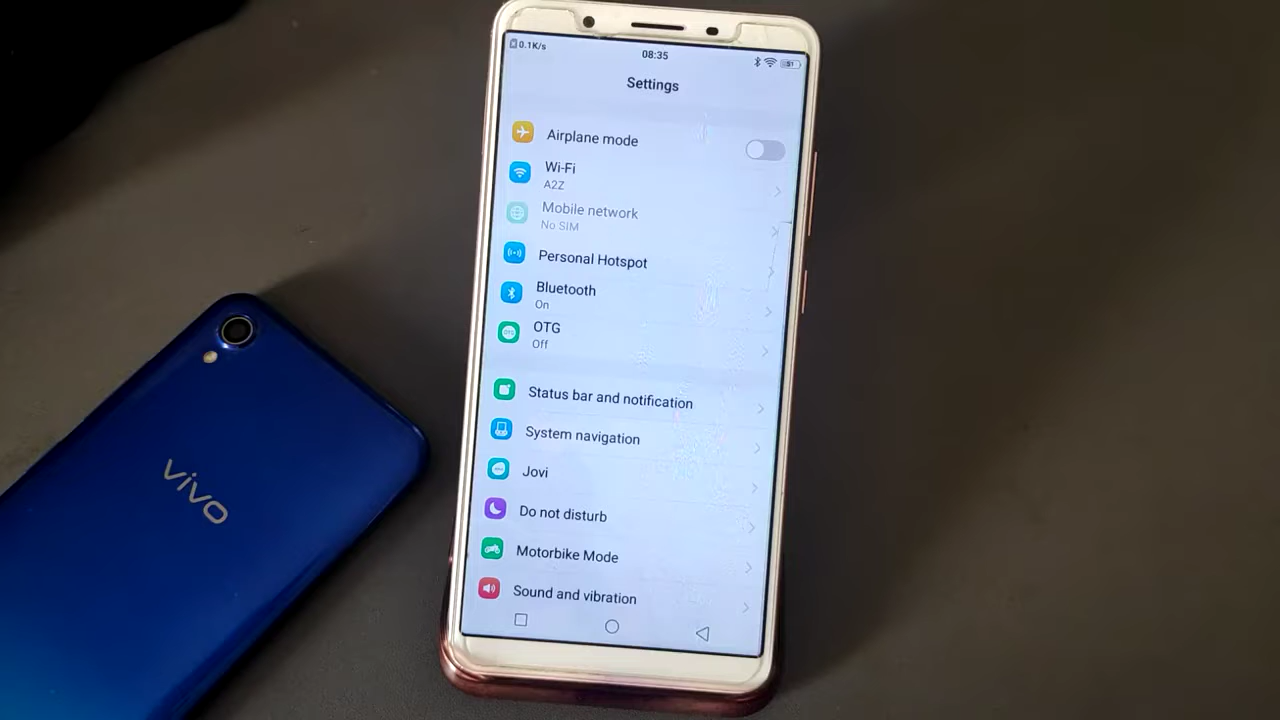 0.1K/s
08:35
51
Settings
Airplane mode
Wi-Fi
A2Z
Mobile network
No SIM
Personal Hotspot
Bluetooth
On
OTG
Off
Status bar and notification
System navigation
Jovi
Do not disturb
Motorbike Mode
Sound and vibration
vivo